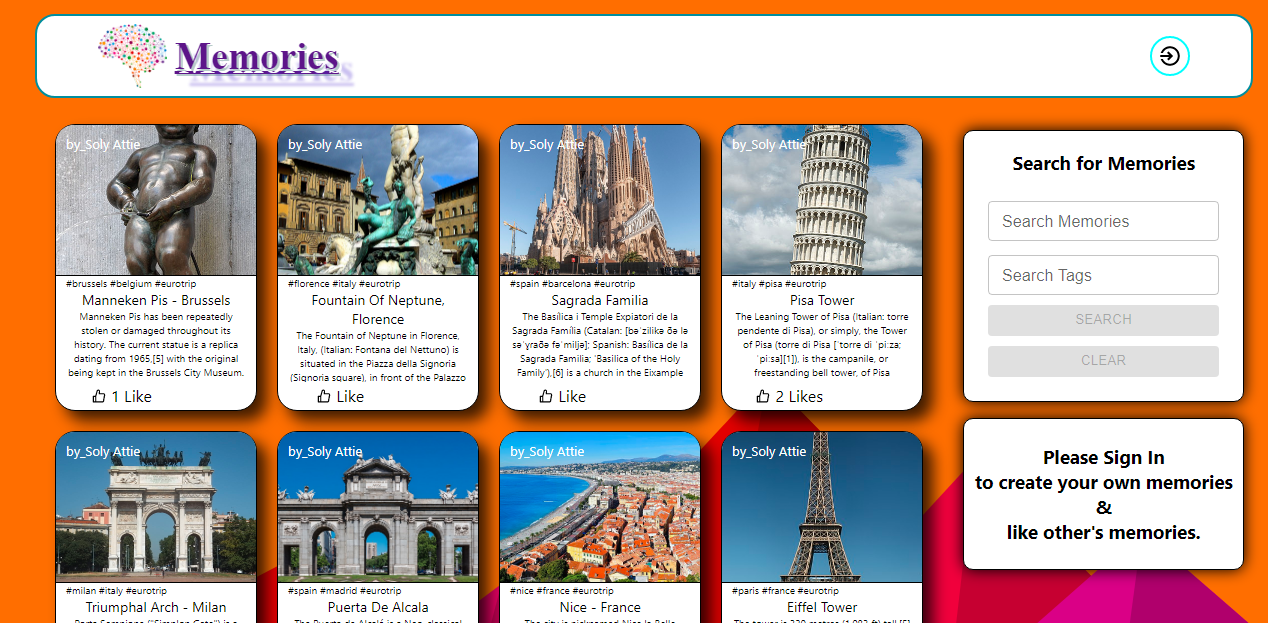 Memories
by_Soly Attie
#brussels #belgium #eurotrip
Manneken Pis - Brussels
Manneken Pis has been repeatedly
stolen or damaged throughout its
history. The current statue is a replica
dating from 1965,[5] with the original
being kept in the Brussels City Museum.
1 Like
by_Soly Attie
#florence #italy #eurotrip
Fountain Of Neptune,
Florence
The Fountain of Neptune in Florence,
Italy, (Italian: Fontana del Nettuno) is
situated in the Piazza della Signoria
(Signoria square), in front of the Palazzo
Like
by_Soly Attie
#spain #barcelona #eurotrip
Sagrada Familia
The Basílica i Temple Expiatori de la
Sagrada Família (Catalan: [bəˈzilikə ðə lə
səˈɣɾaðə fəˈmiljə]; Spanish: Basílica de la
Sagrada Familia; 'Basilica of the Holy
Family'),[6] is a church in the Eixample
Like
by_Soly Attie
#italy #pisa #eurotrip
Pisa Tower
The Leaning Tower of Pisa (Italian: torre
pendente di Pisa), or simply, the Tower
of Pisa (torre di Pisa [ˈtorre di ˈpiːza;
ˈpiːsa][1]), is the campanile, or
freestanding bell tower, of Pisa
2 Likes
by_Soly Attie
#milan #italy #eurotrip
Triumphal Arch - Milan
by_Soly Attie
#spain #madrid #eurotrip
Puerta De Alcala
by_Soly Attie
#nice #france #eurotrip
Nice - France
by_Soly Attie
#paris #france #eurotrip
Eiffel Tower
Search for Memories
Search Memories
Search Tags
SEARCH
CLEAR
Please Sign In
to create your own memories
&
like other's memories.